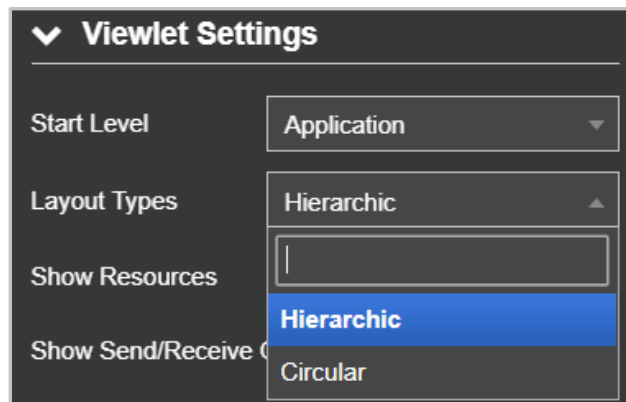 Viewlet Settings
Start Level
Application
Layout Types
Hierarchic
Show Resources
Hierarchic
Show Send/Receive
Circular